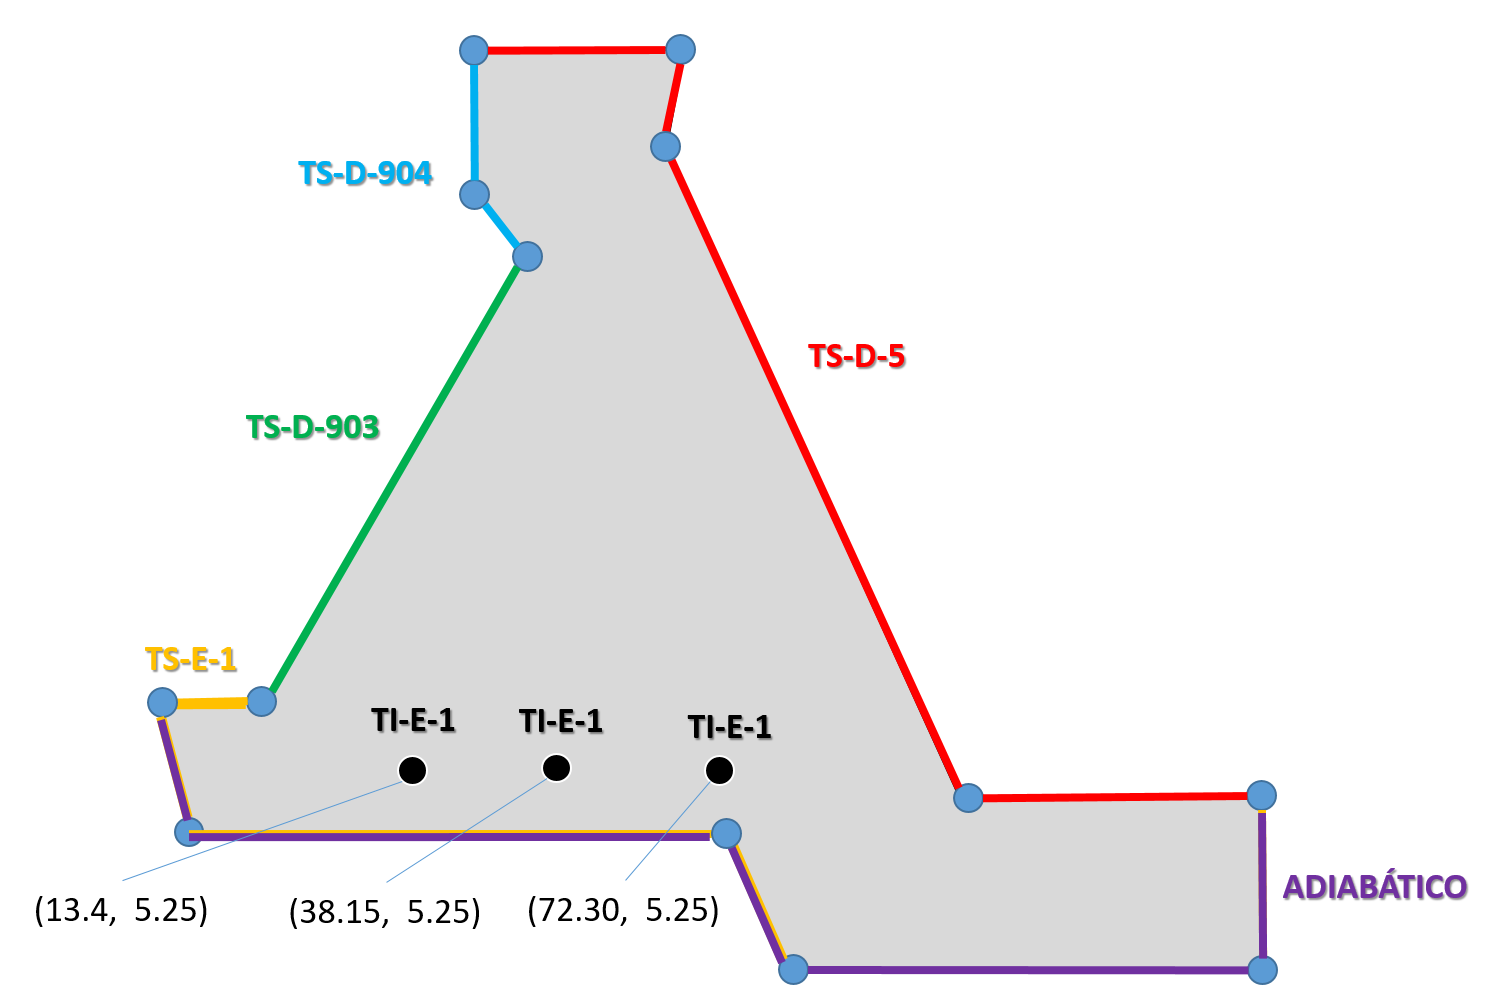 TS-D-904
TS-D-5
TS-D-903
TS-E-1
TI-E-1
TI-E-1
TI-E-1
ADIABÁTICO
(13.4, 5.25)
(38.15, 5.25)
(72.30, 5.25)